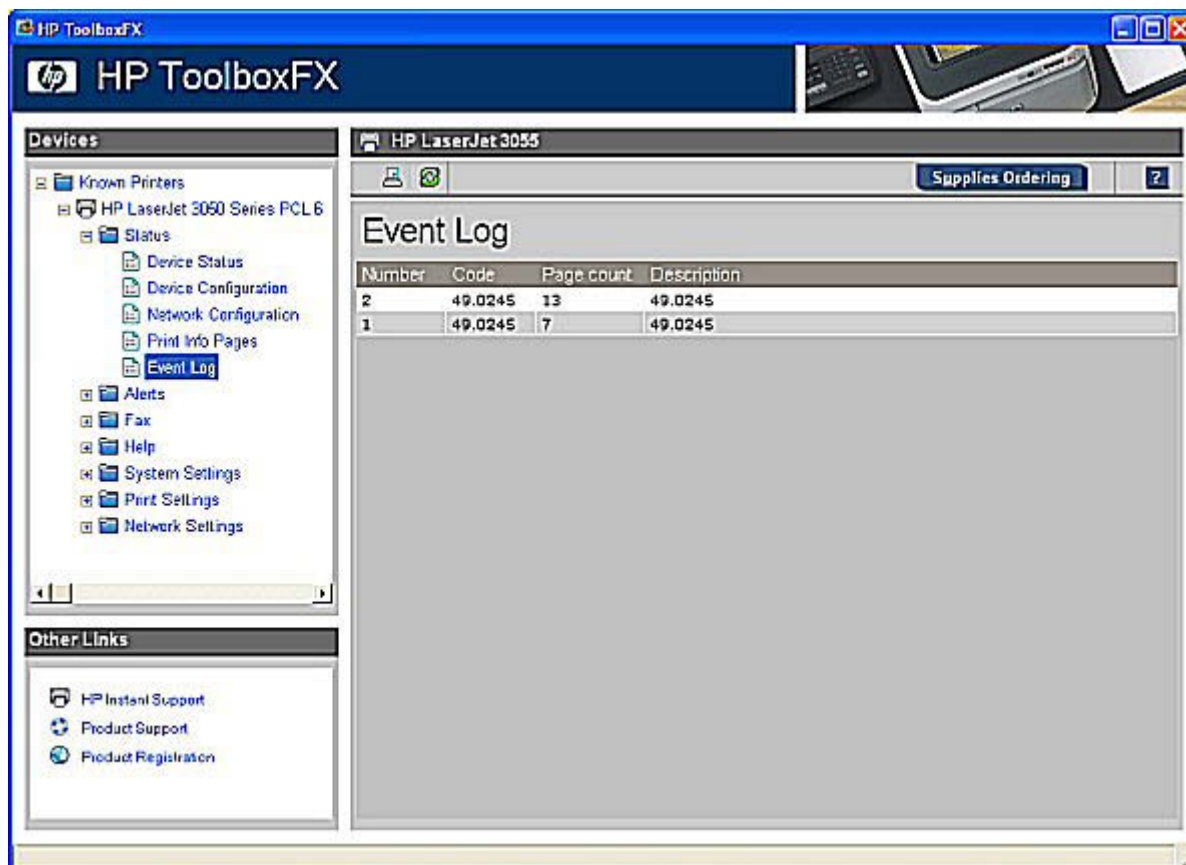 HP ToolboxFX
hp HP ToolboxFX
Devices
Known Printers
HP LaserJet 3050 Series PCL 6
Status
Device Status
Device Configuration
Network Configuration
Print Info Pages
Event Log
Alerts
Fax
Help
System Settings
Print Settings
Network Settings
Other Links
HP Instant Support
Product Support
Product Registration
HP LaserJet 3055
Supplies Ordering ?
Event Log
Number Code Page count Description
2 49.0245 13 49.0245
1 49.0245 7 49.0245